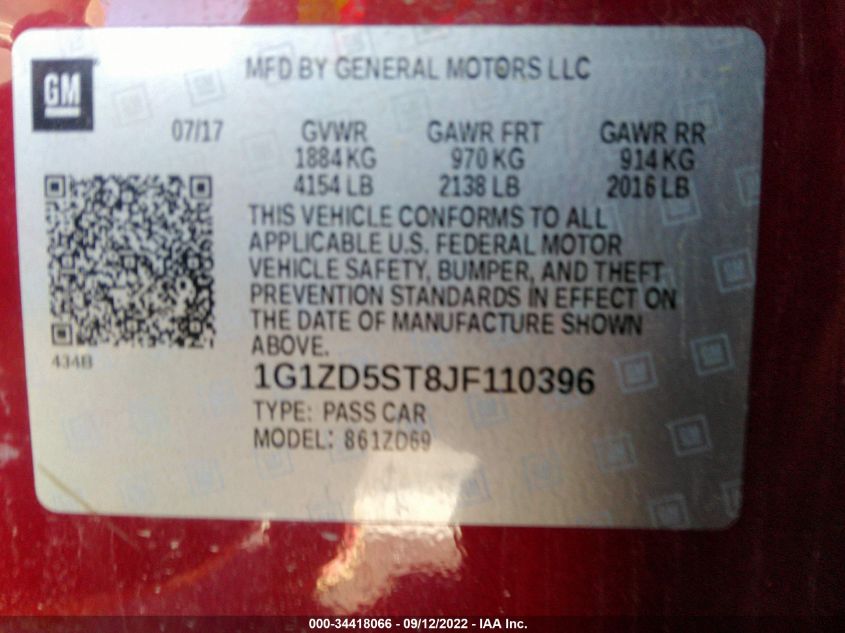 MFD BY GENERAL MOTORS LLC
GM
07/17 GVWR GAWR FRT GAWR RR
1884 KG 970 KG 914 KG
4154 LB 2138 LB 2016 LB
THIS VEHICLE CONFORMS TO ALL
APPLICABLE U.S. FEDERAL MOTOR
VEHICLE SAFETY, BUMPER, AND THEFT
PREVENTION STANDARDS IN EFFECT ON
THE DATE OF MANUFACTURE SHOWN
ABOVE.
434B
1G1ZD5ST8JF110396
TYPE: PASS CAR
MODEL: 861ZD69
000-34418066 - 09/12/2022 - IAA Inc.